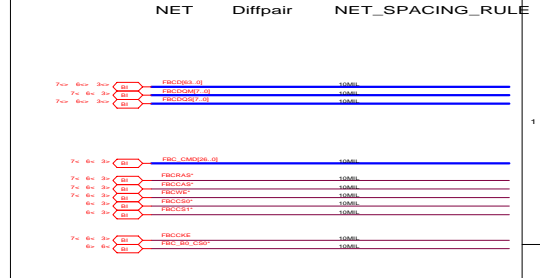 NET Diffpair NET_SPACING_RULE
7<> 6<> 3<> BI FBCD[63..0] 10MIL
7< 6< 3> BI FBCDQM[7..0] 10MIL
7<> 6<> 3<> BI FBCDQS[7..0] 10MIL
1
7< 6< 3> BI FBC_CMD[26..0] 10MIL
7< 6< 3> BI FBCRAS* 10MIL
7< 6< 3> BI FBCCAS* 10MIL
7< 6< 3> BI FBCWE* 10MIL
6< 3> BI FBCCS0* 10MIL
6< 3> BI FBCCS1* 10MIL
7< 6< 3> BI FBCCKE 10MIL
6> 6< BI FBC_B0_CS0* 10MIL